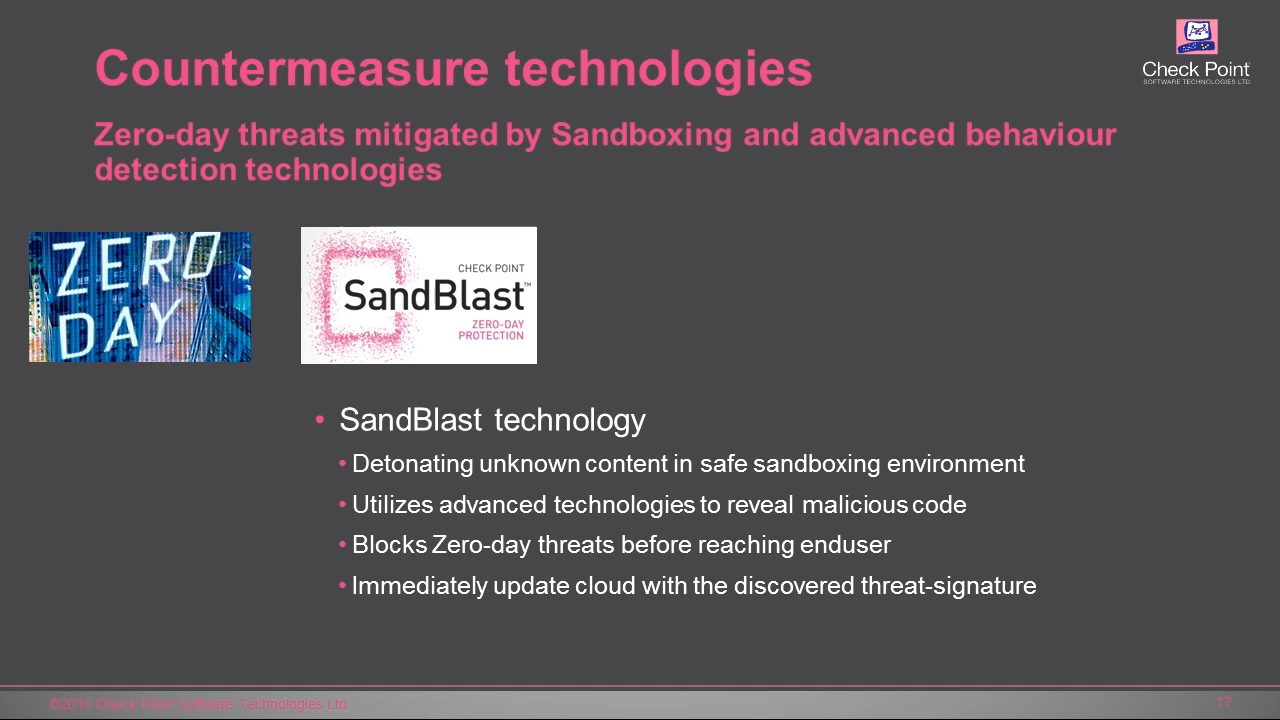 Countermeasure technologies
Check Point
SOFTWARE TECHNOLOGIES LTD.
Zero-day threats mitigated by Sandboxing and advanced behaviour
detection technologies
ZERO
DAY
CHECK POINT
SandBlast™
ZERO-DAY
PROTECTION
• SandBlast technology
• Detonating unknown content in safe sandboxing environment
• Utilizes advanced technologies to reveal malicious code
• Blocks Zero-day threats before reaching enduser
• Immediately update cloud with the discovered threat-signature
©2016 Check Point Software Technologies Ltd
17